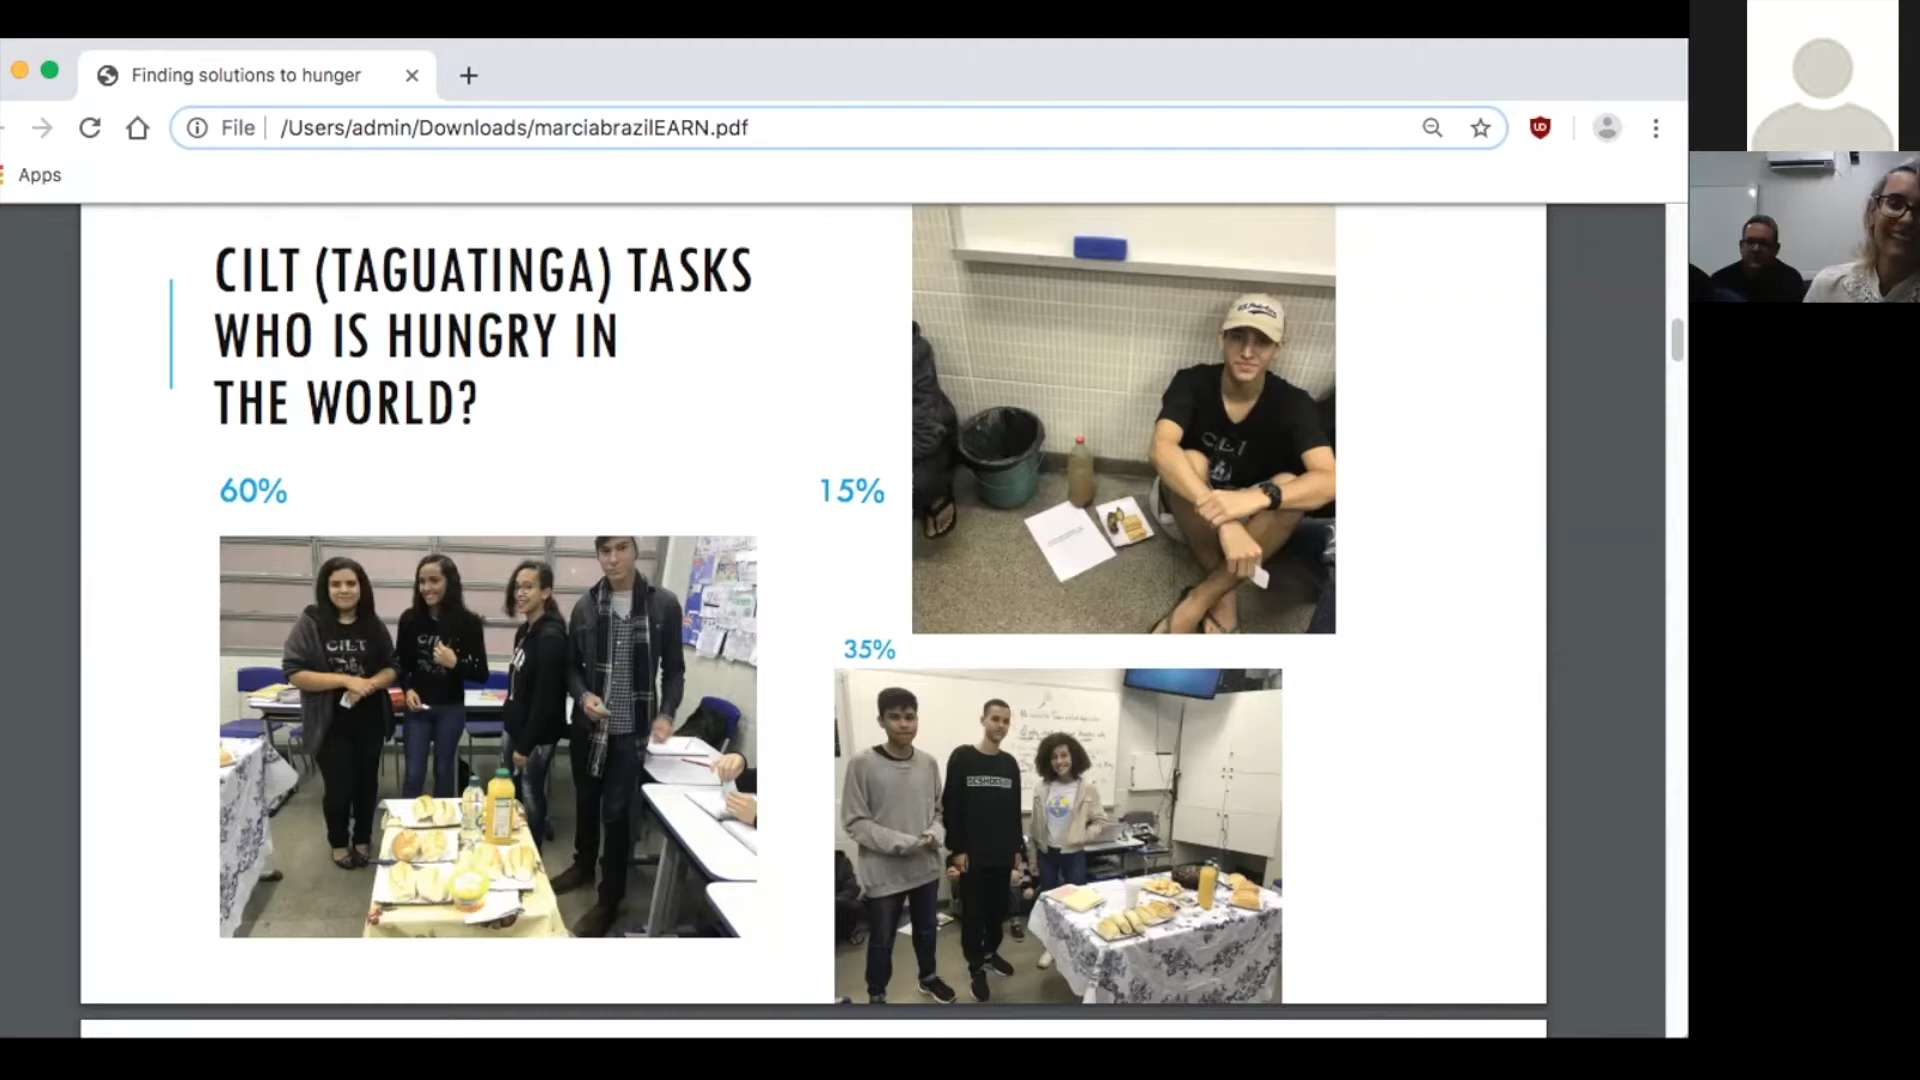 Finding solutions to hunger
File
/Users/admin/Downloads/marciabrazilEARN.pdf
Apps
CILT (TAGUATINGA) TASKS
WHO IS HUNGRY IN
THE WORLD?
60%
15%
35%
CILT
CILT